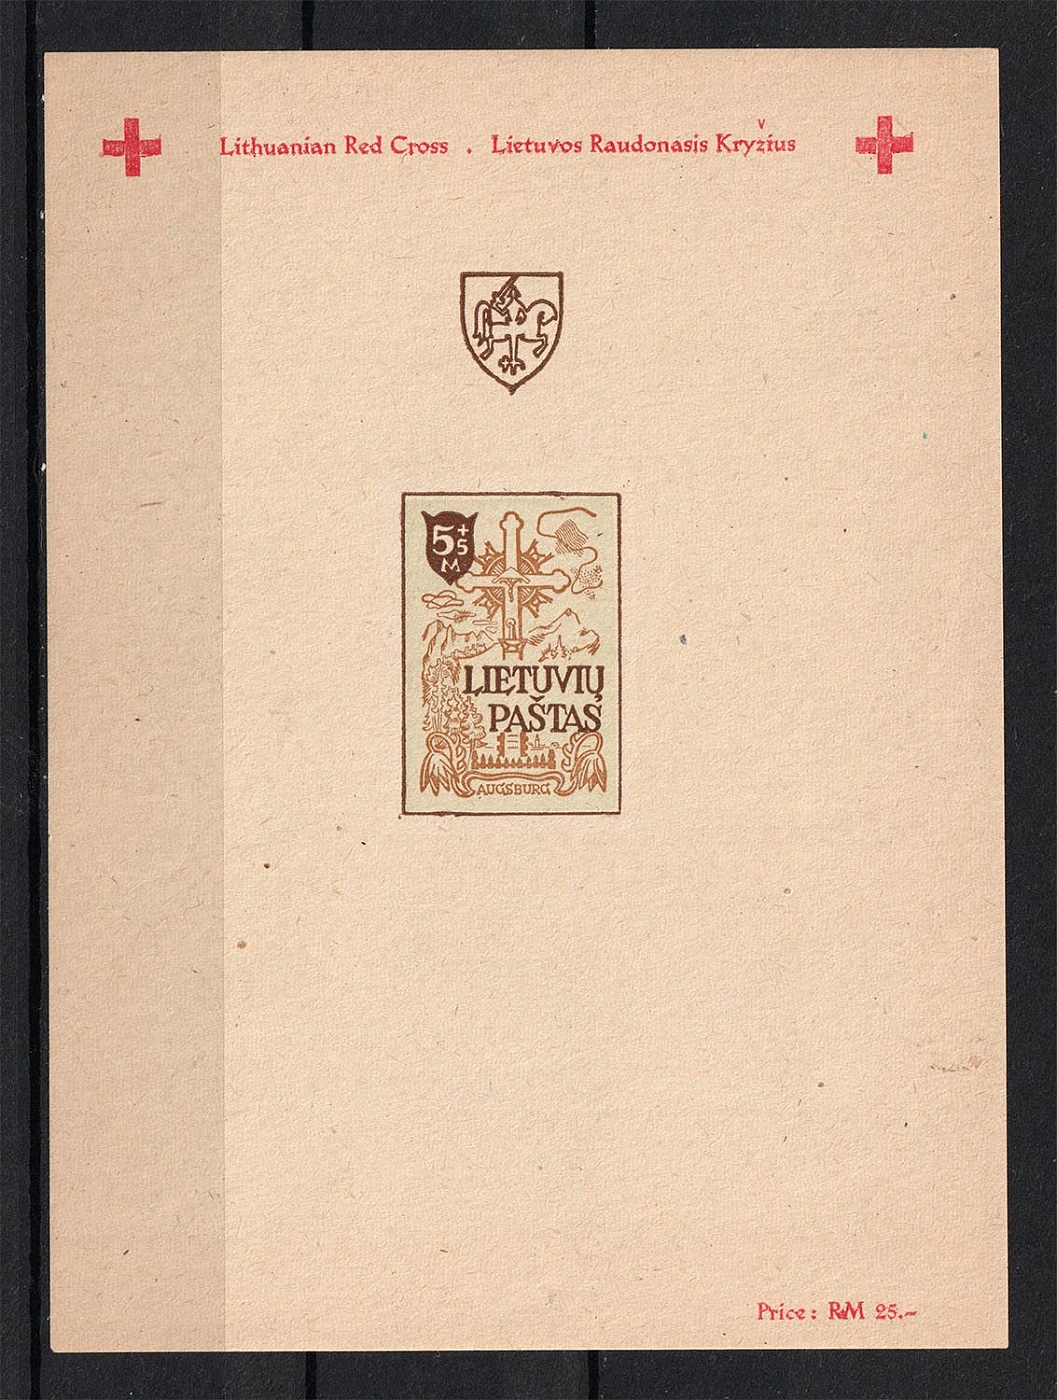 Lithuanian Red Cross . Lietuvos Raudonasis Kryžius
5+5
M
LIETUVIŲ
PAŠTAS
AUGSBURG
Price: RM 25.–